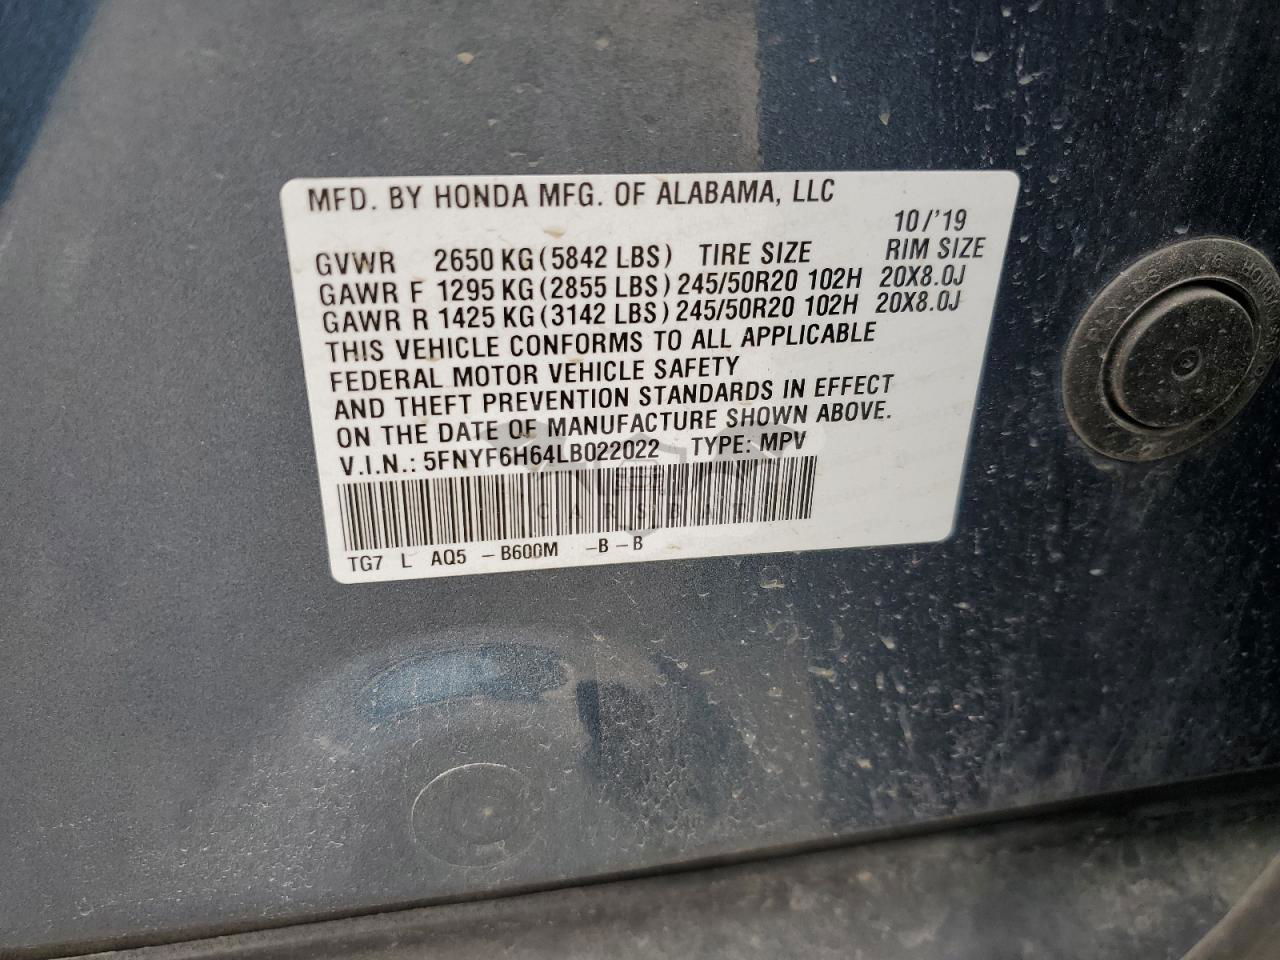 MFD. BY HONDA MFG. OF ALABAMA, LLC
10/'19
GVWR 2650 KG (5842 LBS) TIRE SIZE RIM SIZE
GAWR F 1295 KG (2855 LBS) 245/50R20 102H 20X8.0J
GAWR R 1425 KG (3142 LBS) 245/50R20 102H 20X8.0J
THIS VEHICLE CONFORMS TO ALL APPLICABLE
FEDERAL MOTOR VEHICLE SAFETY
AND THEFT PREVENTION STANDARDS IN EFFECT
ON THE DATE OF MANUFACTURE SHOWN ABOVE.
V.I.N.: 5FNYF6H64LB022022 TYPE: MPV
CARSBAT
TG7 L AQ5 -B600M -B-B